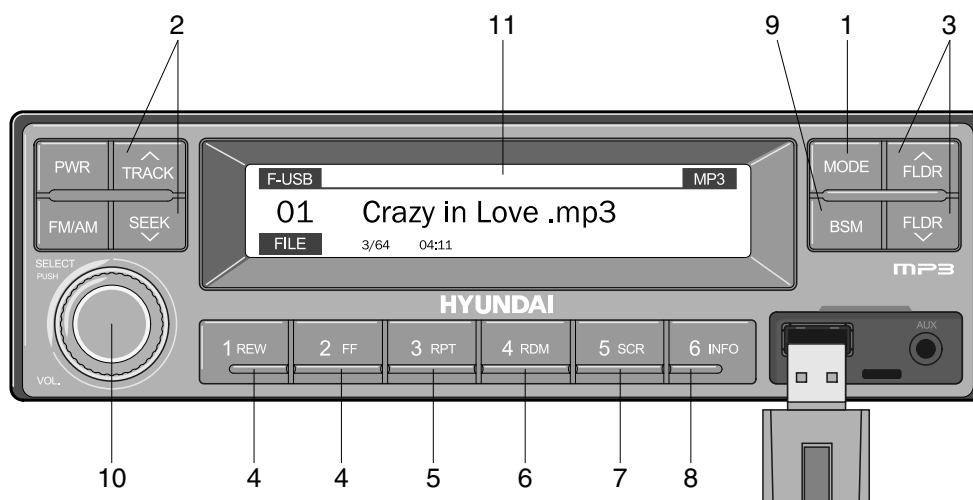 2 11 9 1 3
PWR TRACK
FM/AM SEEK
F-USB MP3
01 Crazy in Love .mp3
FILE 3/64 04:11
MODE FLDR
BSM FLDR
MP3
SELECT
PUSH
VOL.
HYUNDAI
1 REW 2 FF 3 RPT 4 RDM 5 SCR 6 INFO
AUX
10 4 4 5 6 7 8